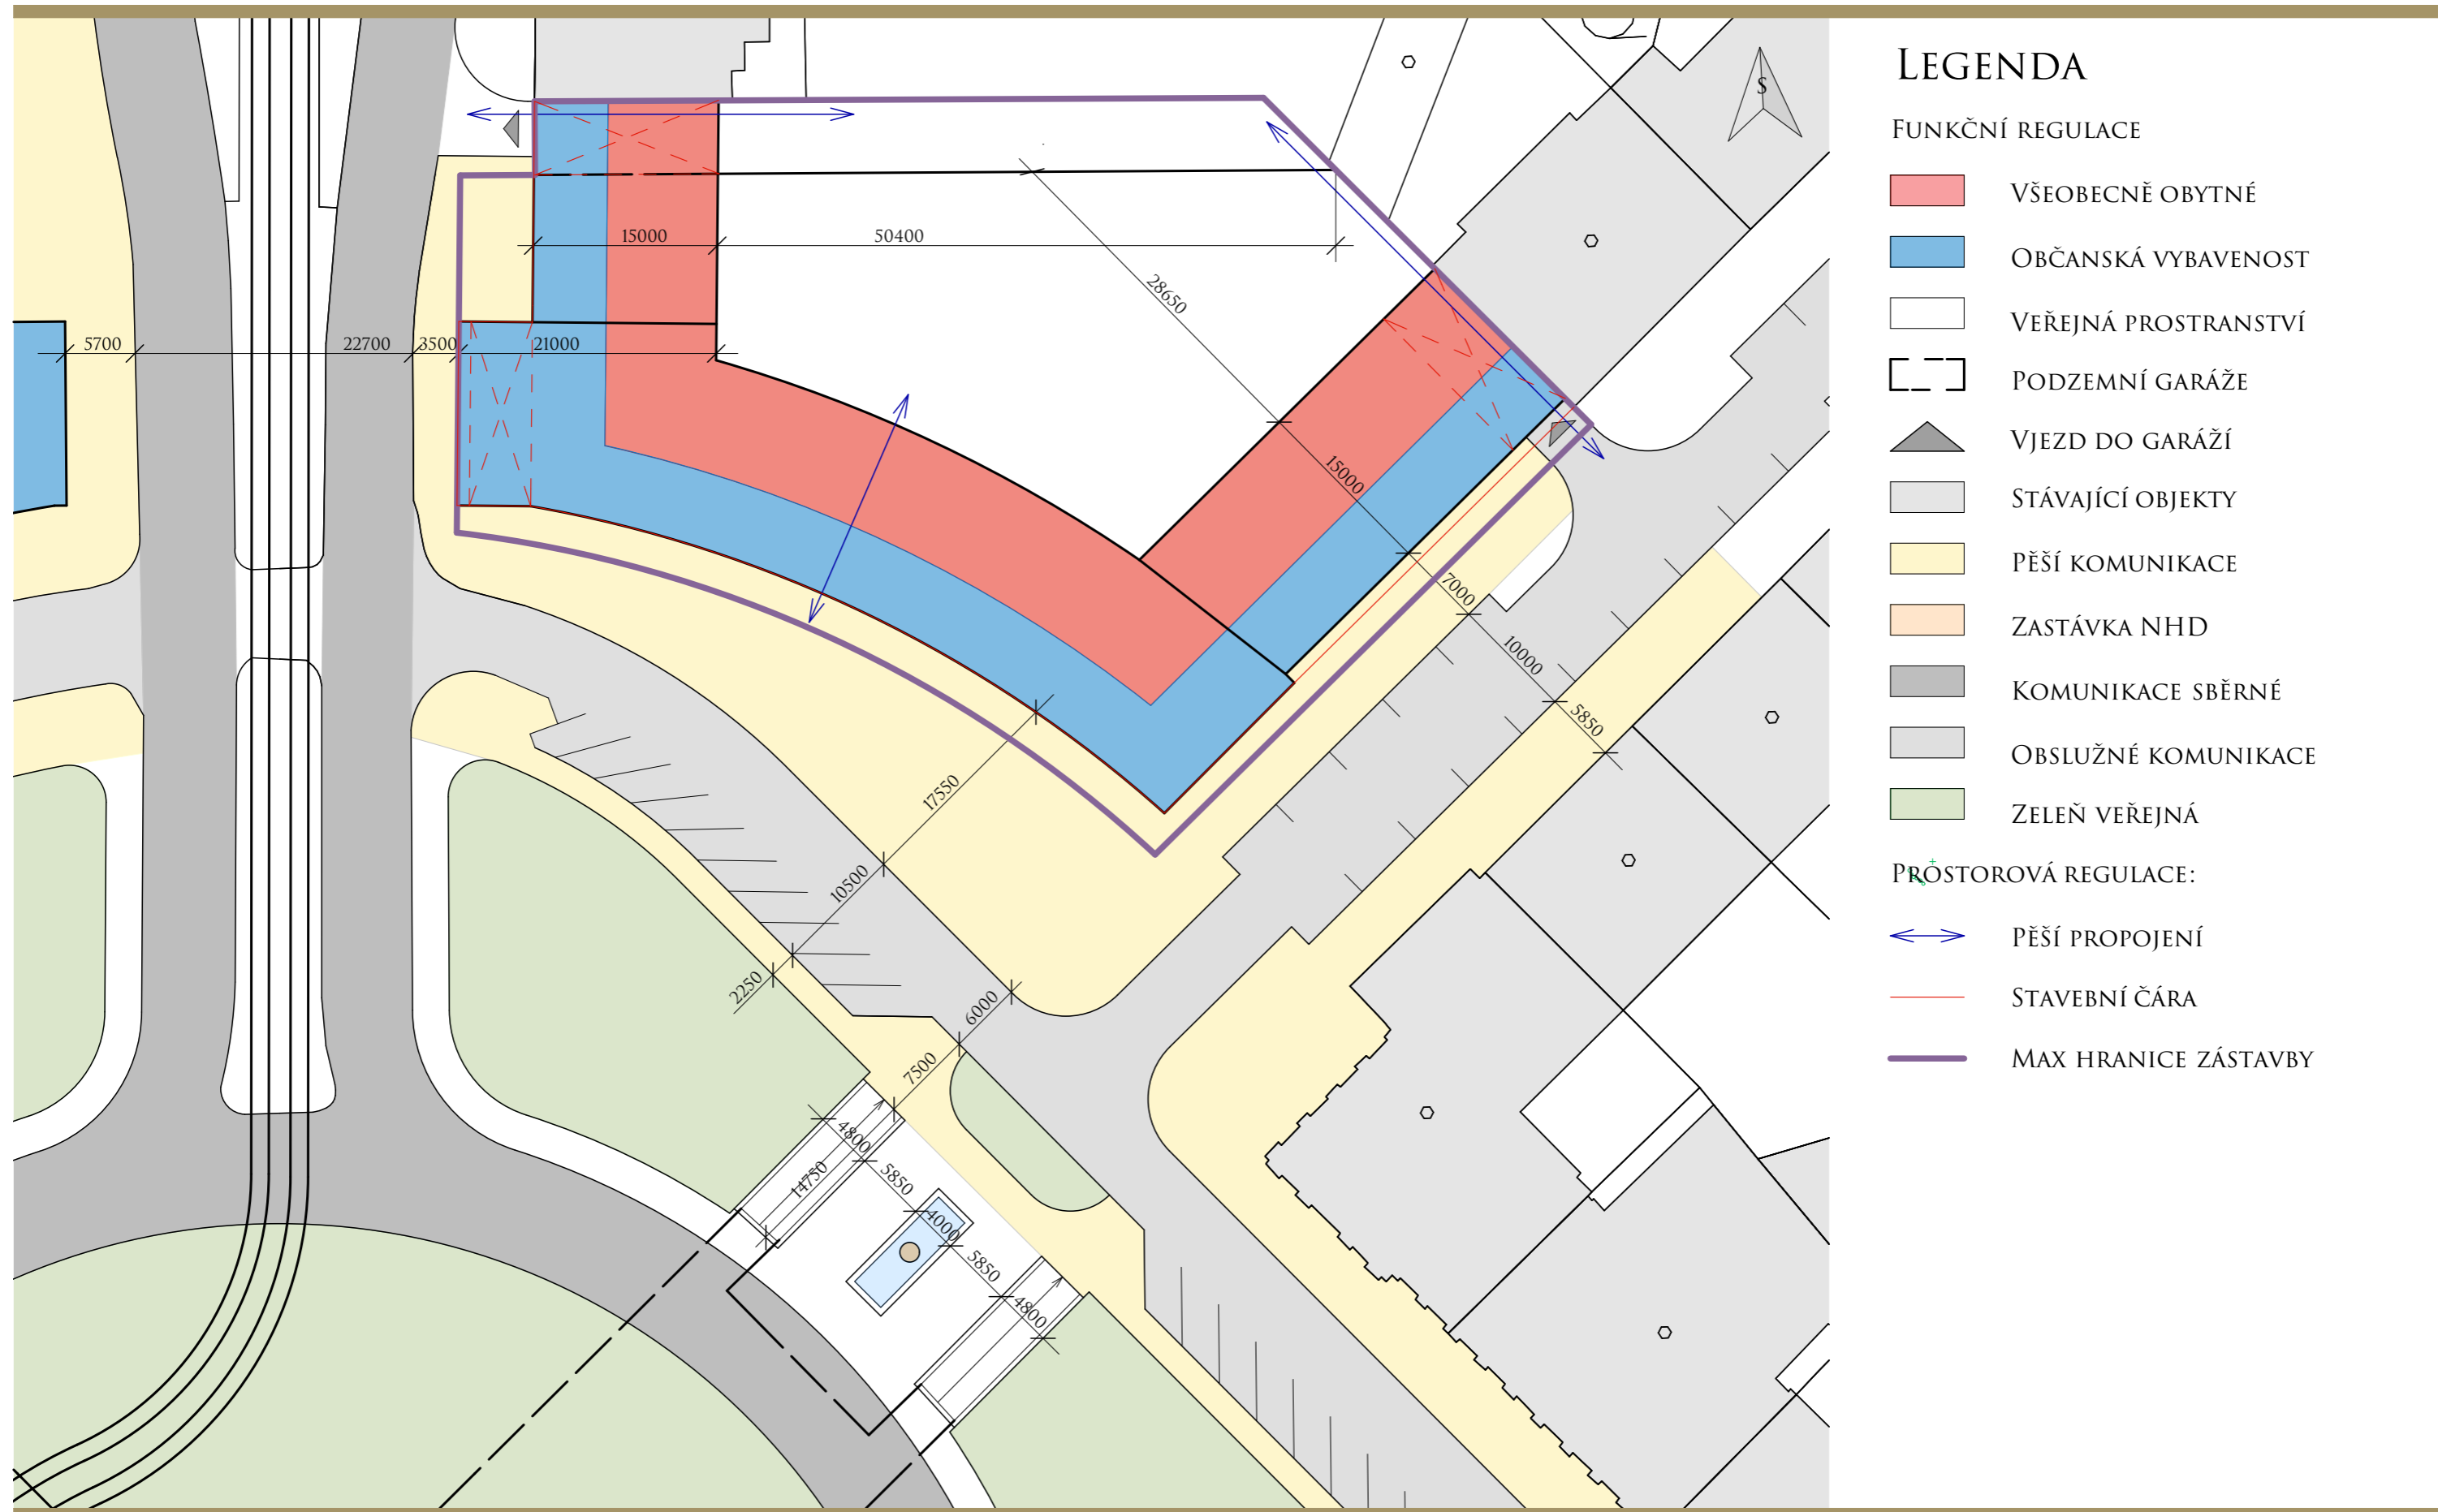 LEGENDA
S
FUNKČNÍ REGULACE
VŠEOBECNĚ OBYTNÉ
OBČANSKÁ VYBAVENOST
VEŘEJNÁ PROSTRANSTVÍ
PODZEMNÍ GARÁŽE
VJEZD DO GARÁŽÍ
STÁVAJÍCÍ OBJEKTY
PĚŠÍ KOMUNIKACE
ZASTÁVKA NHD
KOMUNIKACE SBĚRNÉ
OBSLUŽNÉ KOMUNIKACE
ZELEŇ VEŘEJNÁ
PROSTOROVÁ REGULACE:
PĚŠÍ PROPOJENÍ
STAVEBNÍ ČÁRA
MAX HRANICE ZÁSTAVBY
15000
50400
28650
5700
22700
3500
21000
15000
7000
10000
5850
17550
10500
2250
6000
7500
4800
14750
5850
4000
5850
4800